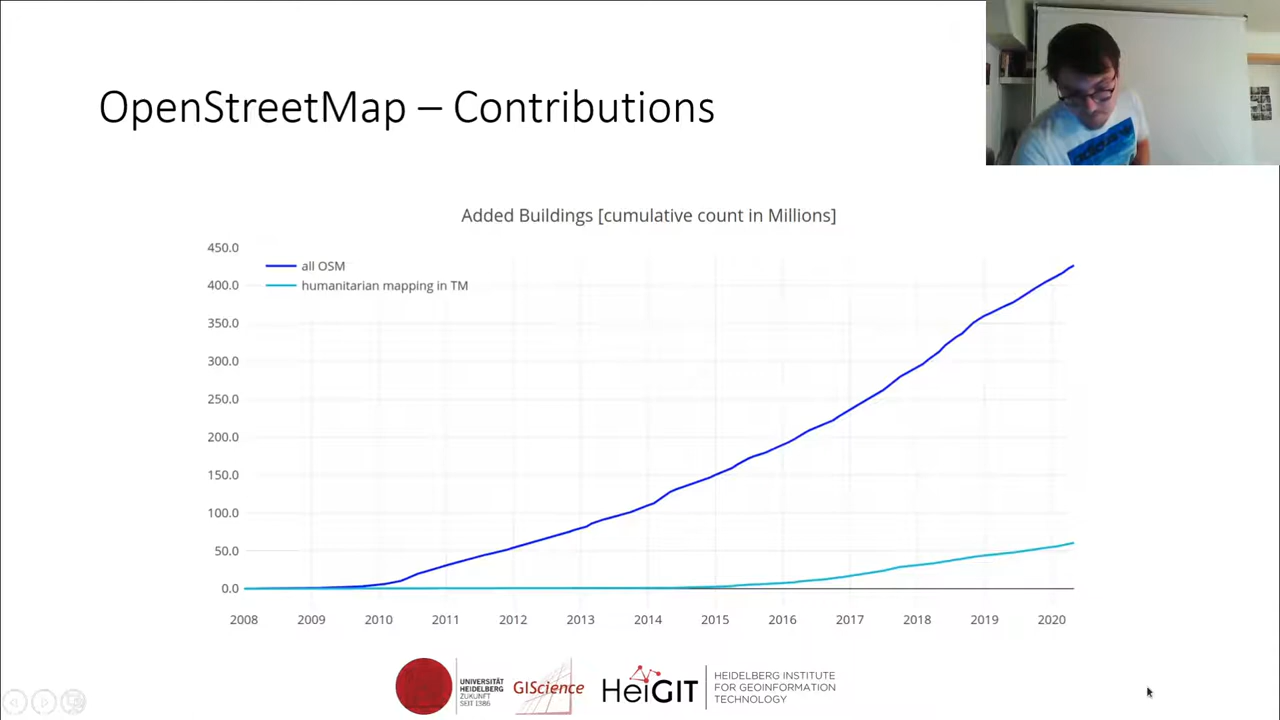 OpenStreetMap – Contributions
Added Buildings [cumulative count in Millions]
450.0
all OSM
400.0
humanitarian mapping in TM
350.0
300.0
250.0
200.0
150.0
100.0
50.0
0.0
2008 2009 2010 2011 2012 2013 2014 2015 2016 2017 2018 2019 2020
UNIVERSITÄT
HEIDELBERG
ZUKUNFT
SEIT 1386
GIScience
HeiGIT
HEIDELBERG INSTITUTE
FOR GEOINFORMATION
TECHNOLOGY